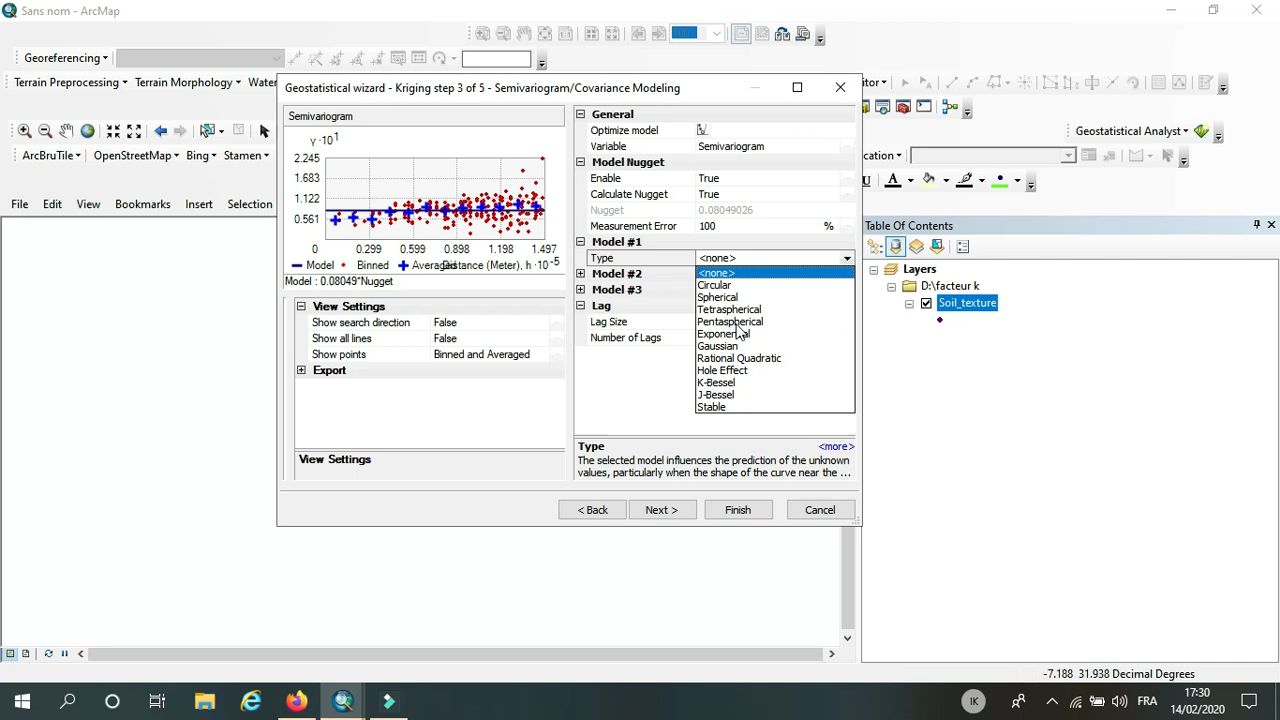 Sans nom - ArcMap
Georeferencing
Terrain Preprocessing
Terrain Morphology
Water
ArcBruTile
OpenStreetMap
Bing
Stamen
File
Edit
View
Bookmarks
Insert
Selection
Geostatistical Analyst
Geostatistical wizard - Kriging step 3 of 5 - Semivariogram/Covariance Modeling
Semivariogram
γ ·10¹
2.245
1.683
1.122
0.561
0 0.299 0.599 0.898 1.198 1.497
Model Binned Averaged Distance (Meter), h ·10⁻⁵
Model : 0.08049*Nugget
View Settings
Show search direction False
Show all lines False
Show points Binned and Averaged
Export
View Settings
General
Optimize model
Variable Semivariogram
Model Nugget
Enable True
Calculate Nugget True
Nugget 0.08049026
Measurement Error 100 %
Model #1
Type <none>
Model #2
Model #3
Lag
Lag Size
Number of Lags
<none>
Circular
Spherical
Tetraspherical
Pentaspherical
Exponential
Gaussian
Rational Quadratic
Hole Effect
K-Bessel
J-Bessel
Stable
Type <more>
The selected model influences the prediction of the unknown
values, particularly when the shape of the curve near the ...
< Back Next > Finish Cancel
Table Of Contents
Layers
D:\facteur k
Soil_texture
-7.188 31.938 Decimal Degrees
IK
FRA
17:30
14/02/2020